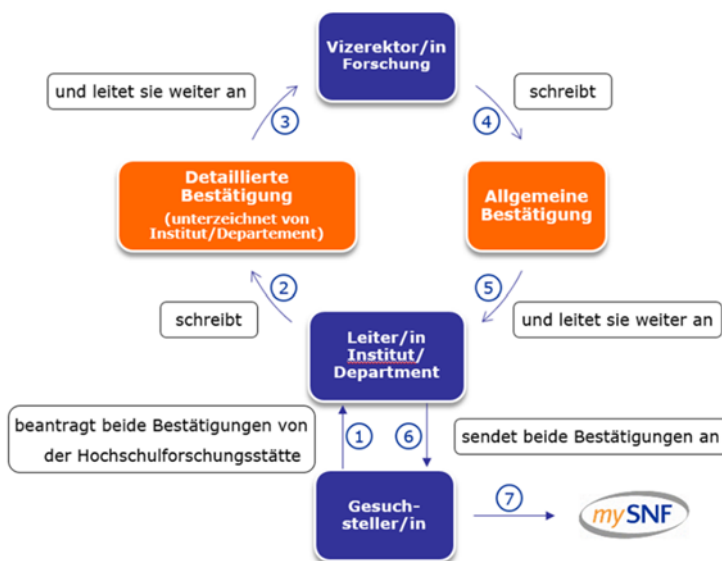 Vizerektor/in
Forschung
und leitet sie weiter an
schreibt
3
4
Detaillierte
Bestätigung
(unterzeichnet von
Institut/Departement)
Allgemeine
Bestätigung
2
5
schreibt
und leitet sie weiter an
Leiter/in
Institut/
Department
beantragt beide Bestätigungen von
der Hochschulforschungsstätte
1
6
sendet beide Bestätigungen an
Gesuch-
steller/in
7
mySNF